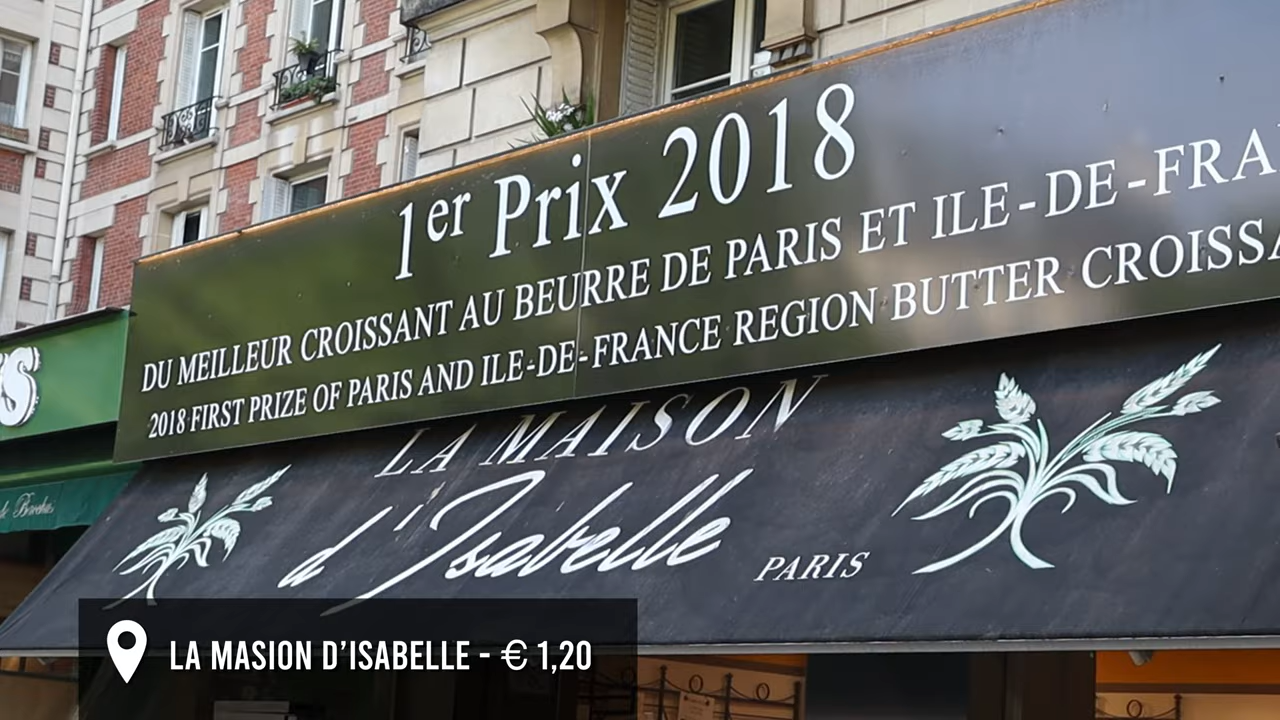 1er Prix 2018
DU MEILLEUR CROISSANT AU BEURRE DE PARIS ET ILE-DE-FRA
2018 FIRST PRIZE OF PARIS AND ILE-DE-FRANCE REGION BUTTER CROISSA
LA MAISON
d'Isabelle
PARIS
LA MASION D'ISABELLE - € 1,20